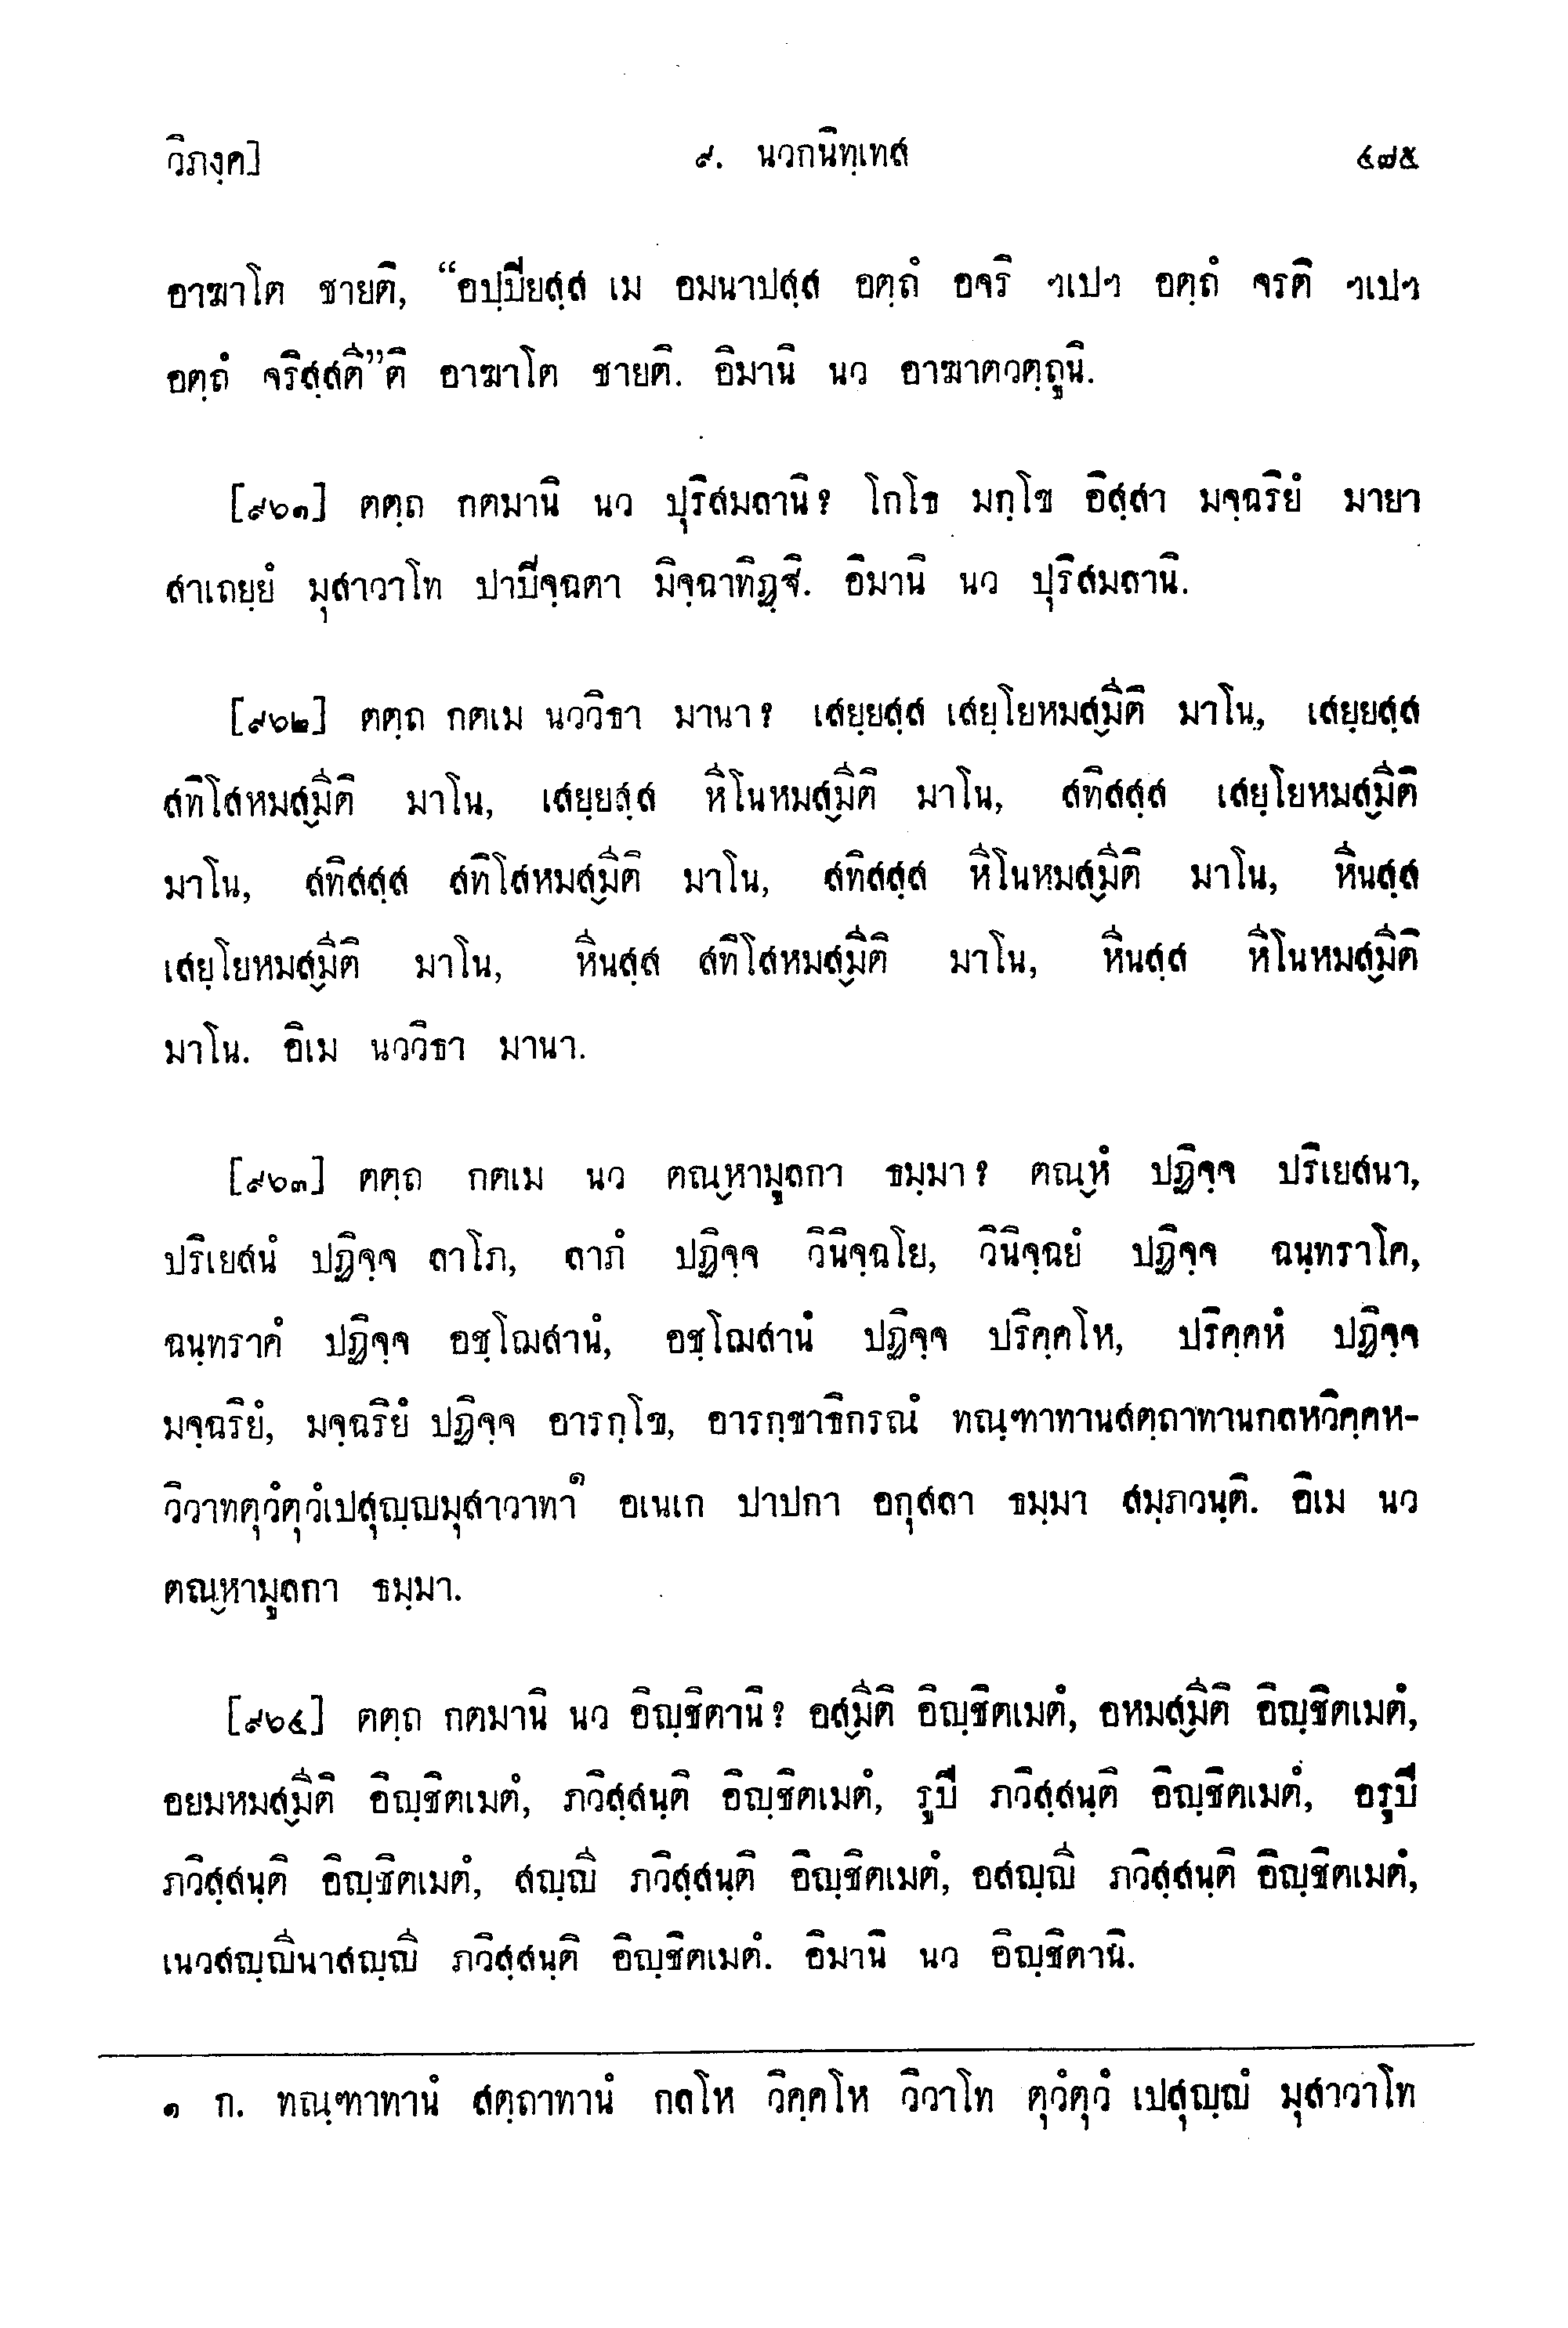 วิภงฺค]
๙. นวกนิทฺเทส
๔๗๕
อาฆาโต ชายติ, “อปฺปิยสฺส เม อมนาปสฺส อตฺถํ อจริ ฯเปฯ อตฺถํ จรติ ฯเปฯ
อตฺถํ จริสฺสตี”ติ อาฆาโต ชายติ. อิมานิ นว อาฆาตวตฺถูนิ.
[๙๖๑] ตตฺถ กตมานิ นว ปุริสมลานิ? โกโธ มกฺโข อิสฺสา มจฺฉริยํ มายา
สาเถยฺยํ มุสาวาโท ปาปิจฺฉตา มิจฺฉาทิฏฺฐิ. อิมานิ นว ปุริสมลานิ.
[๙๖๒] ตตฺถ กตเม นววิธา มานา? เสยฺยสฺส เสยฺโยหมสฺมีติ มาโน, เสยฺยสฺส
สทิโสหมสฺมีติ มาโน, เสยฺยสฺส หีโนหมสฺมีติ มาโน, สทิสสฺส เสยฺโยหมสฺมีติ
มาโน, สทิสสฺส สทิโสหมสฺมีติ มาโน, สทิสสฺส หีโนหมสฺมีติ มาโน, หีนสฺส
เสยฺโยหมสฺมีติ มาโน, หีนสฺส สทิโสหมสฺมีติ มาโน, หีนสฺส หีโนหมสฺมีติ
มาโน. อิเม นววิธา มานา.
[๙๖๓] ตตฺถ กตเม นว ตณฺหามูลกา ธมฺมา? ตณฺหํ ปฏิจฺจ ปริเยสนา,
ปริเยสนํ ปฏิจฺจ ลาโภ, ลาภํ ปฏิจฺจ วินิจฺฉโย, วินิจฺฉยํ ปฏิจฺจ ฉนฺทราโค,
ฉนฺทราคํ ปฏิจฺจ อชฺโฌสานํ, อชฺโฌสานํ ปฏิจฺจ ปริคฺคโห, ปริคฺคหํ ปฏิจฺจ
มจฺฉริยํ, มจฺฉริยํ ปฏิจฺจ อารกฺโข, อารกฺขาธิกรณํ ทณฺฑาทานสตฺถาทานกลหวิคฺคห-
วิวาทตุวํตุวํเปสุญฺญมุสาวาทา๑ อเนเก ปาปกา อกุสลา ธมฺมา สมฺภวนฺติ. อิเม นว
ตณฺหามูลกา ธมฺมา.
[๙๖๔] ตตฺถ กตมานิ นว อิญฺชิตานิ? อสฺมีติ อิญฺชิตเมตํ, อหมสฺมีติ อิญฺชิตเมตํ,
อยมหมสฺมีติ อิญฺชิตเมตํ, ภวิสฺสนฺติ อิญฺชิตเมตํ, รูปี ภวิสฺสนฺติ อิญฺชิตเมตํ, อรูปี
ภวิสฺสนฺติ อิญฺชิตเมตํ, สญฺญี ภวิสฺสนฺติ อิญฺชิตเมตํ, อสญฺญี ภวิสฺสนฺติ อิญฺชิตเมตํ,
เนวสญฺญีนาสญฺญี ภวิสฺสนฺติ อิญฺชิตเมตํ. อิมานิ นว อิญฺชิตานิ.
๑ ก. ทณฺฑาทานํ สตฺถาทานํ กลโห วิคฺคโห วิวาโท ตุวํตุวํ เปสุญฺญํ มุสาวาโท